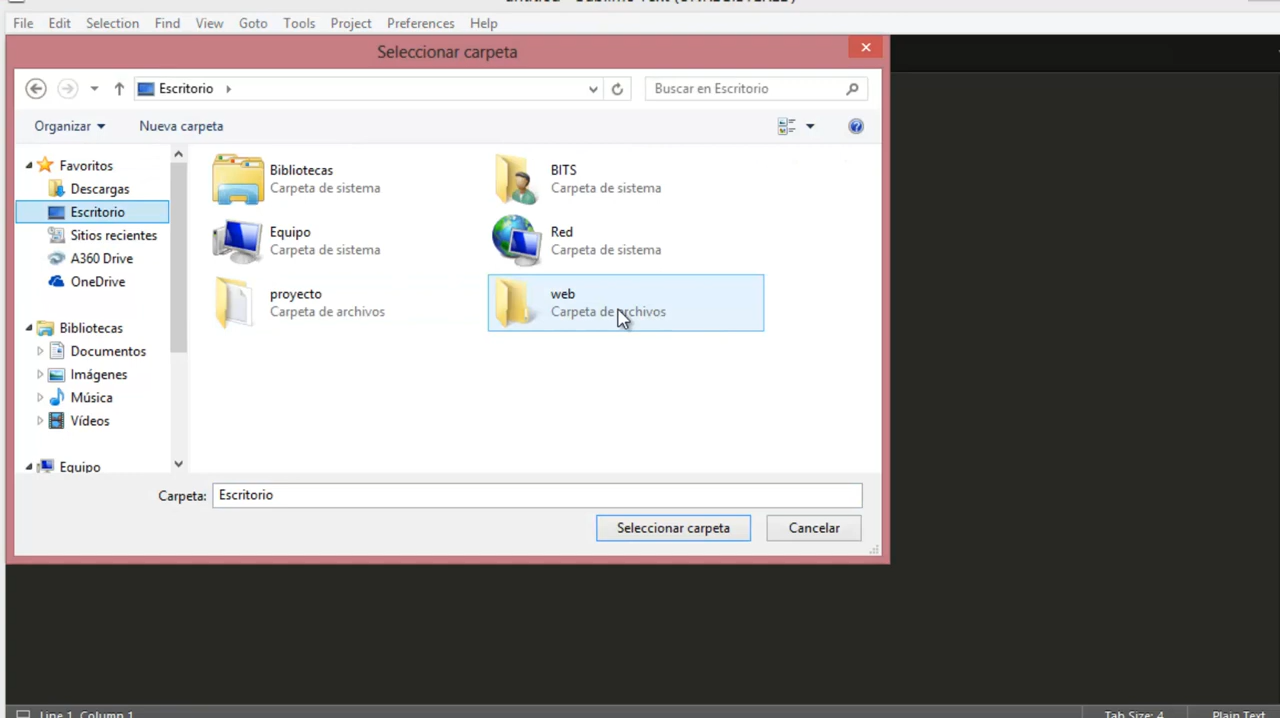 File Edit Selection Find View Goto Tools Project Preferences Help
Seleccionar carpeta
Escritorio
Buscar en Escritorio
Organizar
Nueva carpeta
Favoritos
Descargas
Escritorio
Sitios recientes
A360 Drive
OneDrive
Bibliotecas
Documentos
Imágenes
Música
Vídeos
Equipo
Bibliotecas
Carpeta de sistema
BITS
Carpeta de sistema
Equipo
Carpeta de sistema
Red
Carpeta de sistema
proyecto
Carpeta de archivos
web
Carpeta de archivos
Carpeta: Escritorio
Seleccionar carpeta
Cancelar
Line 1, Column 1
Tab Size: 4
Plain Text